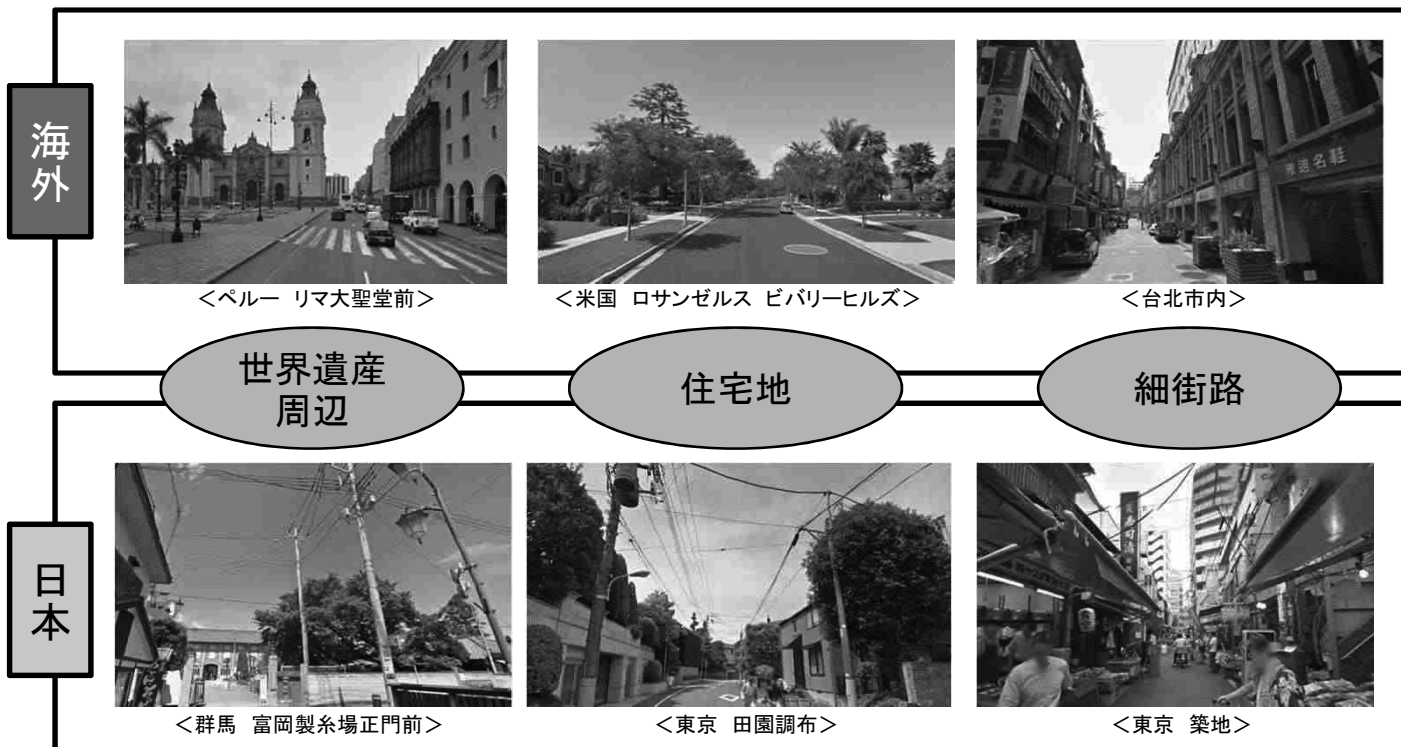 海外
<ペルー リマ大聖堂前>
<米国 ロサンゼルス ビバリーヒルズ>
<台北市内>
世界遺産
周辺
住宅地
細街路
日本
<群馬 富岡製糸場正門前>
<東京 田園調布>
<東京 築地>